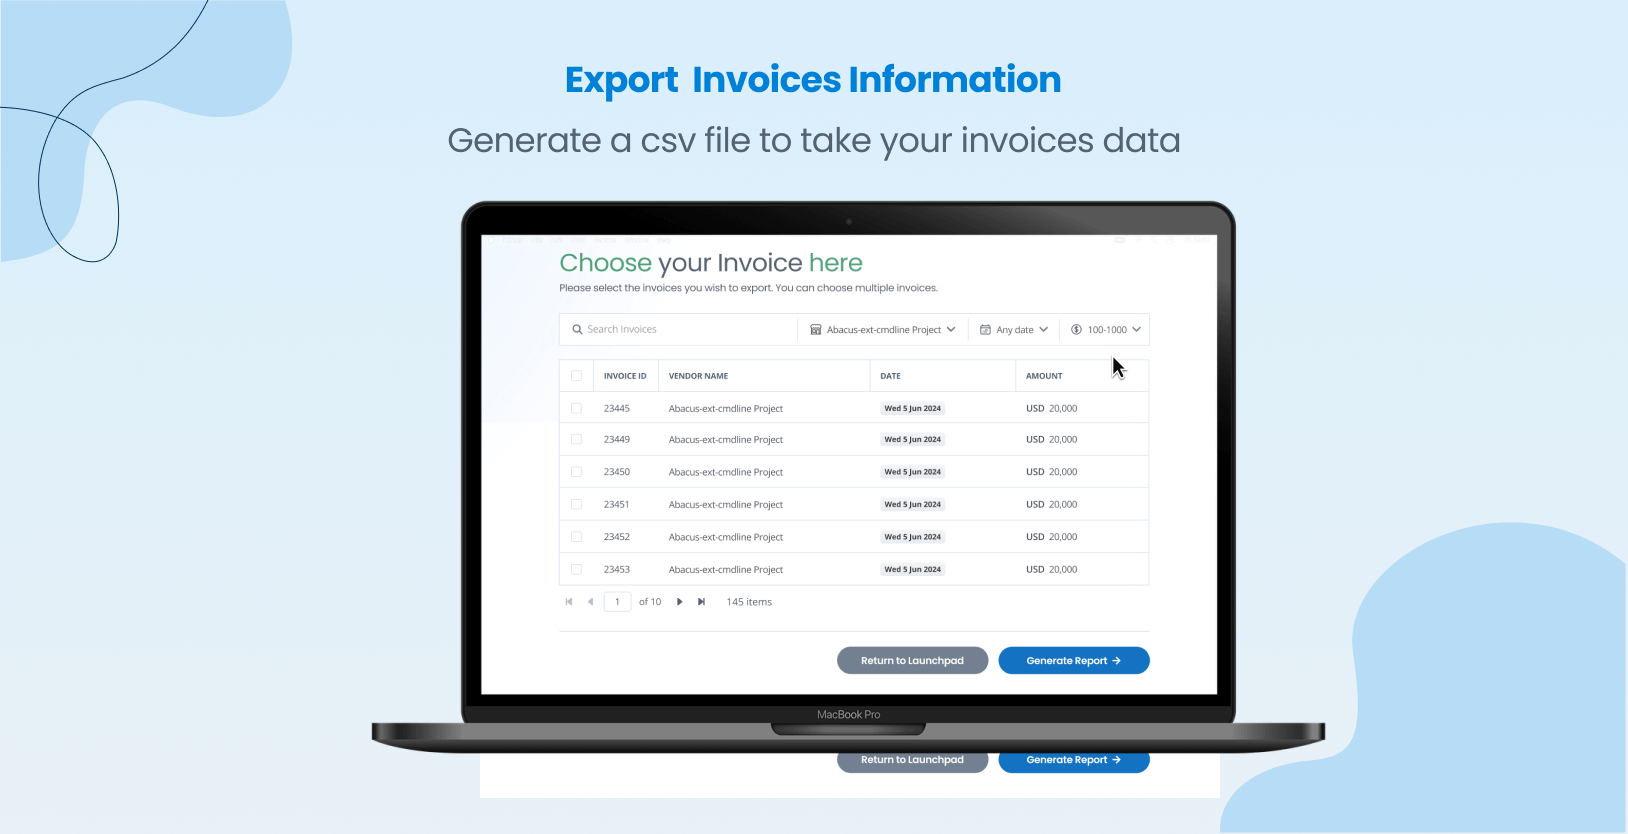 Export Invoices Information
Generate a csv file to take your invoices data
Choose your Invoice here
Please select the invoices you wish to export. You can choose multiple invoices.
Search Invoices Abacus-ext-cmdline Project Any date 100-1000
INVOICE ID VENDOR NAME DATE AMOUNT
23445 Abacus-ext-cmdline Project Wed 5 Jun 2024 USD 20,000
23449 Abacus-ext-cmdline Project Wed 5 Jun 2024 USD 20,000
23450 Abacus-ext-cmdline Project Wed 5 Jun 2024 USD 20,000
23451 Abacus-ext-cmdline Project Wed 5 Jun 2024 USD 20,000
23452 Abacus-ext-cmdline Project Wed 5 Jun 2024 USD 20,000
23453 Abacus-ext-cmdline Project Wed 5 Jun 2024 USD 20,000
1 of 10 145 items
Return to Launchpad Generate Report →
MacBook Pro
Return to Launchpad Generate Report →